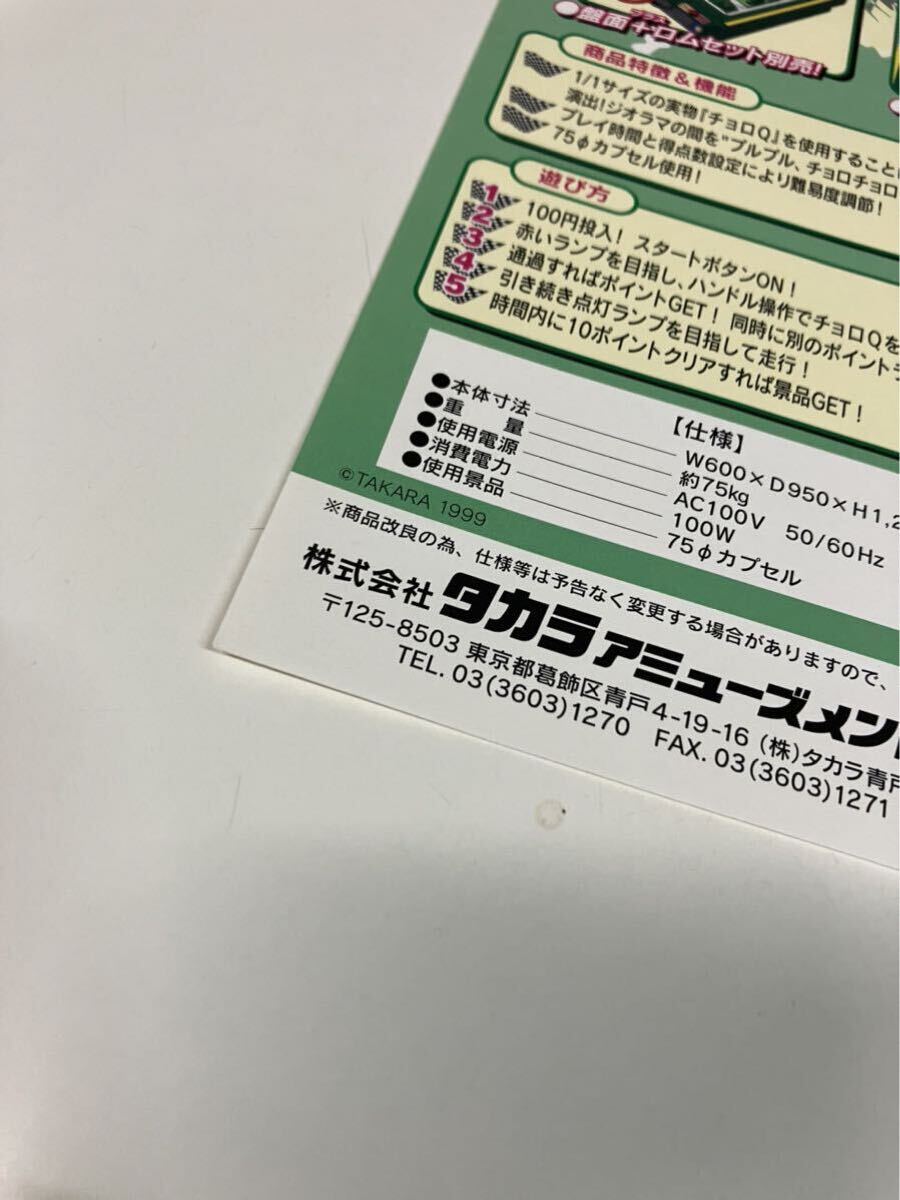 プラス
●盤面+ロムセット別売!
商品特徴&機能
1/1サイズの実物『チョロQ』を使用すること
演出!ジオラマの間を"ブルブル、チョロチョロ
プレイ時間と得点数設定により難易度調節!
75φカプセル使用!
遊び方
1 100円投入! スタートボタンON!
2 赤いランプを目指し、ハンドル操作でチョロQを
3 通過すればポイントGET! 同時に別のポイント
4 引き続き点灯ランプを目指して走行!
5 時間内に10ポイントクリアすれば景品GET!
【仕様】
●本体寸法 W600×D950×H1,2
●重 量 約75kg
●使用電源 AC100V 50/60Hz
●消費電力 100W
●使用景品 75φカプセル
©TAKARA 1999
※商品改良の為、仕様等は予告なく変更する場合がありますので、
株式会社 タカラアミューズメン
〒125-8503 東京都葛飾区青戸4-19-16 (株)タカラ青戸
TEL. 03(3603)1270 FAX. 03(3603)1271